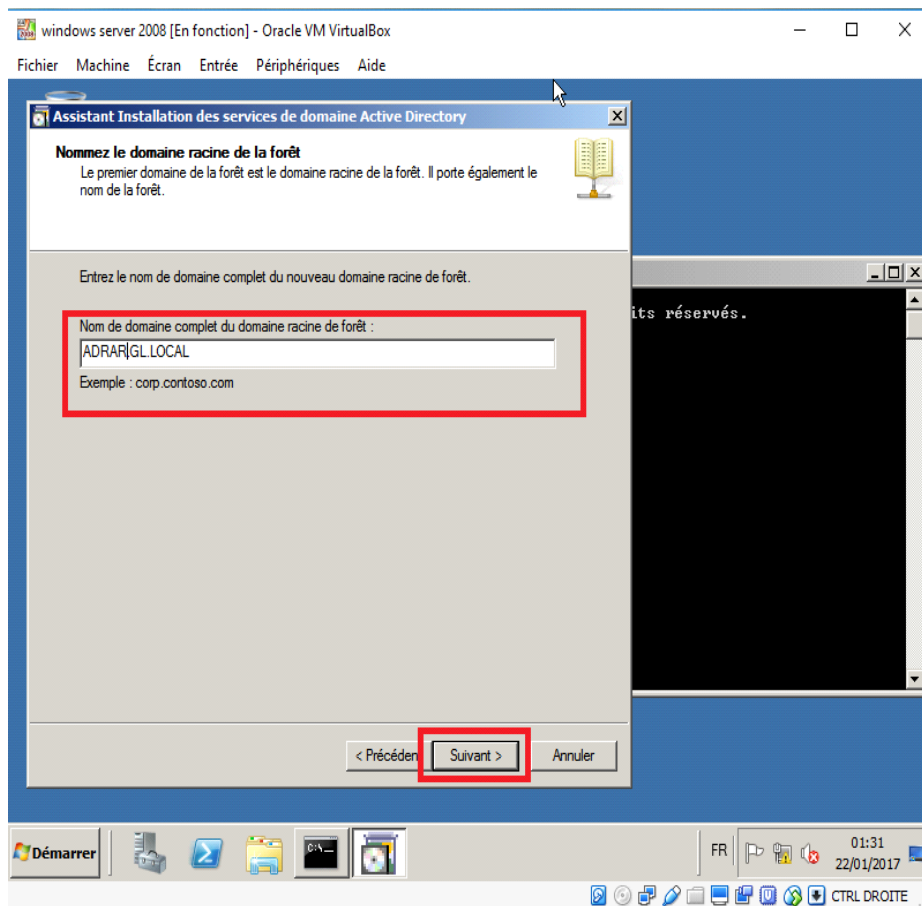 windows server 2008 [En fonction] - Oracle VM VirtualBox
Fichier Machine Écran Entrée Périphériques Aide
Assistant Installation des services de domaine Active Directory
Nommez le domaine racine de la forêt
Le premier domaine de la forêt est le domaine racine de la forêt. Il porte également le
nom de la forêt.
Entrez le nom de domaine complet du nouveau domaine racine de forêt.
its réservés.
Nom de domaine complet du domaine racine de forêt :
ADRARGL.LOCAL
Exemple : corp.contoso.com
< Précéden Suivant > Annuler
Démarrer
C:\_
FR
01:31
22/01/2017
CTRL DROITE